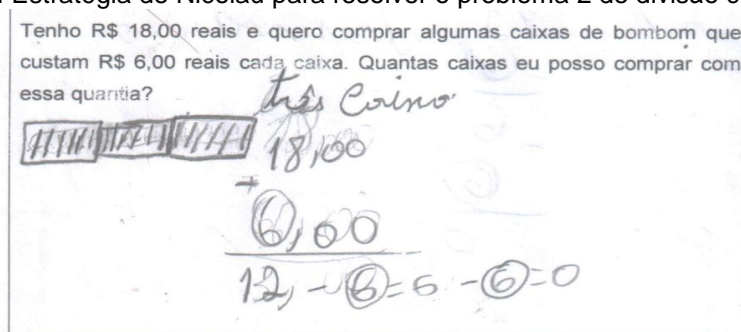 Estratégia de Nicolau para resolver o problema 2 de divisão
Tenho R$ 18,00 reais e quero comprar algumas caixas de bombom que
custam R$ 6,00 reais cada caixa. Quantas caixas eu posso comprar com
essa quantia?
três
18,00
6,00
12, - 6 = 6 - 6 = 0